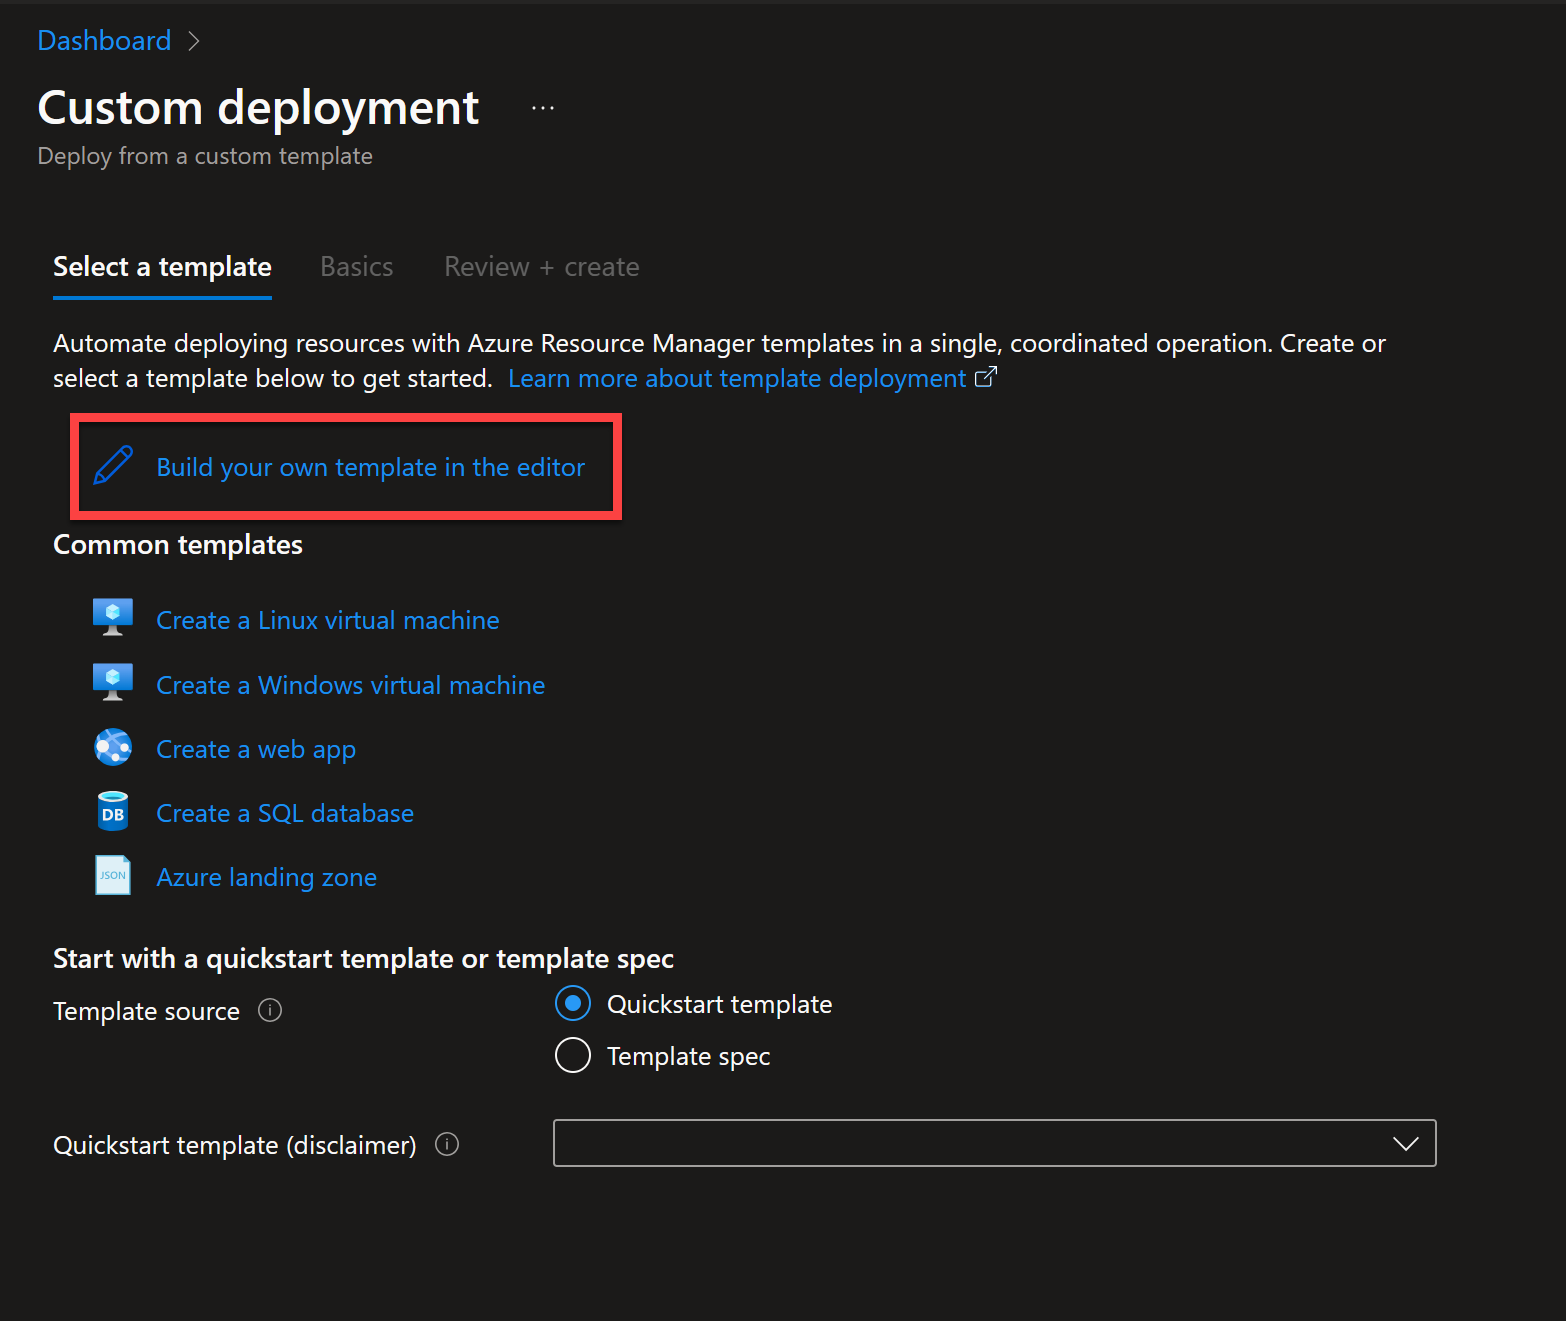 Dashboard
Custom deployment
Deploy from a custom template
Select a template Basics Review + create
Automate deploying resources with Azure Resource Manager templates in a single, coordinated operation. Create or
select a template below to get started. Learn more about template deployment
Build your own template in the editor
Common templates
Create a Linux virtual machine
Create a Windows virtual machine
Create a web app
DB Create a SQL database
JSON Azure landing zone
Start with a quickstart template or template spec
Template source Quickstart template
Template spec
Quickstart template (disclaimer)